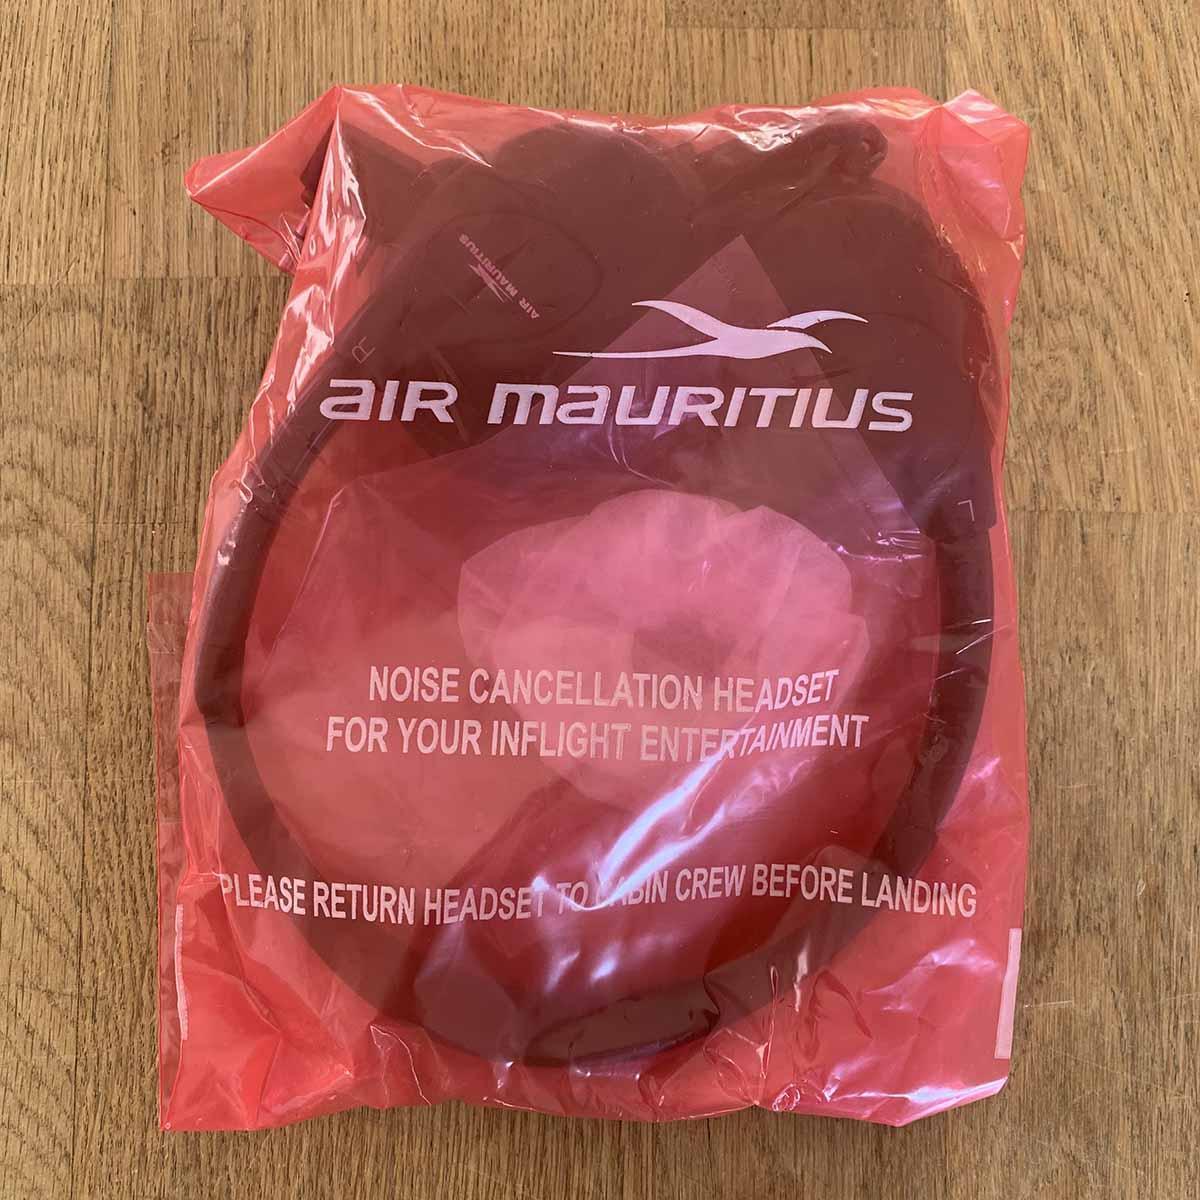 AIR MAURITIUS
R
AIR MAURITIUS
L
NOISE CANCELLATION HEADSET
FOR YOUR INFLIGHT ENTERTAINMENT
PLEASE RETURN HEADSET TO CABIN CREW BEFORE LANDING